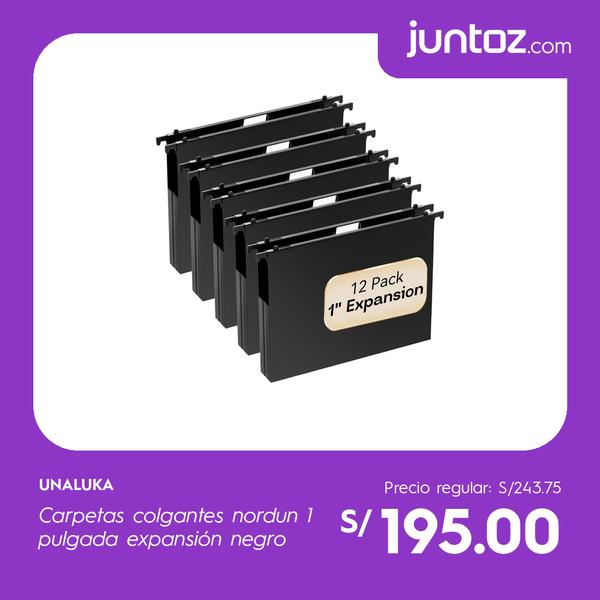 juntoz.com
12 Pack
1" Expansion
UNALUKA
Carpetas colgantes nordun 1
pulgada expansión negro
Precio regular: S/243.75
S/195.00